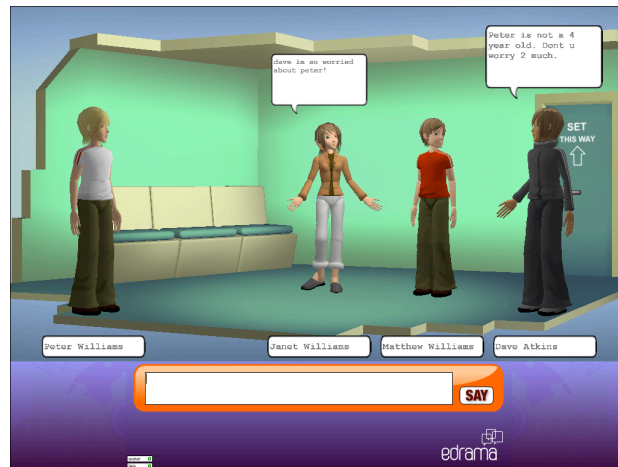 dave im so worried
about peter!
Peter is not a 4
year old. Dont u
worry 2 much.
SET
THIS WAY
Peter Williams
Janet Williams
Matthew Williams
Dave Atkins
SAY
edrama